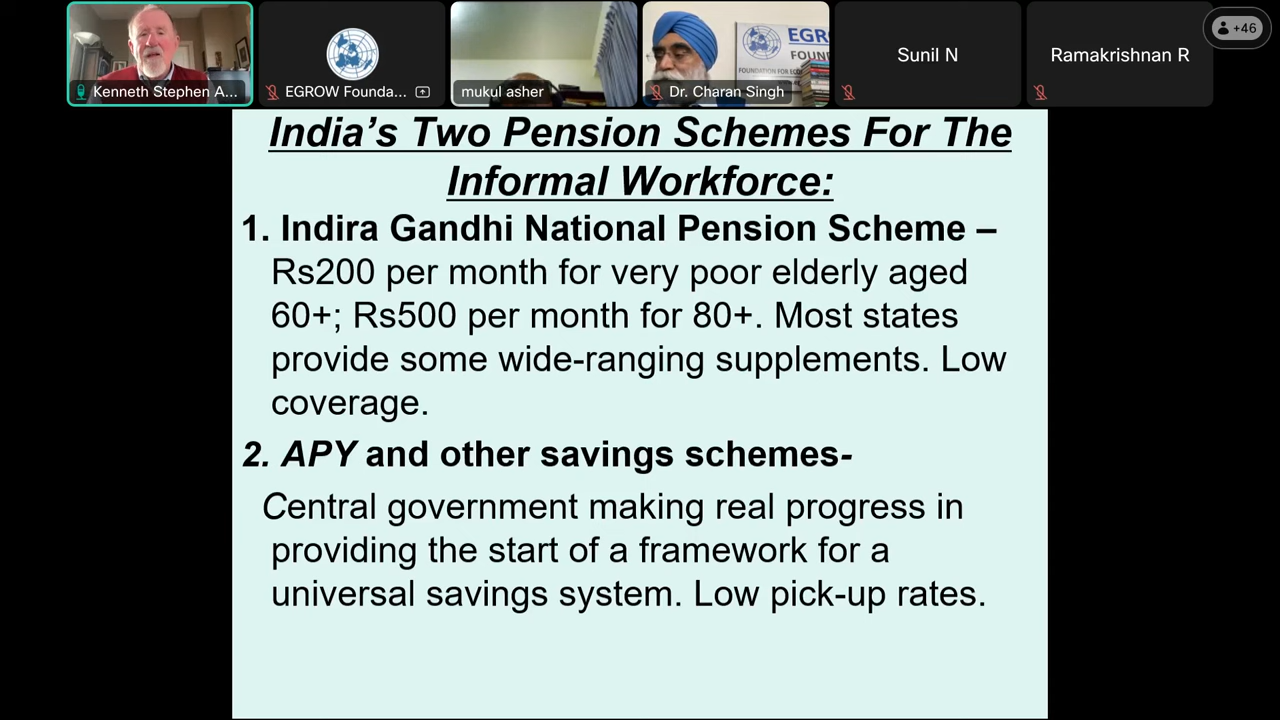 Kenneth Stephen A...
EGROW Founda...
mukul asher
Dr. Charan Singh
Sunil N
Ramakrishnan R
+46
India's Two Pension Schemes For The
Informal Workforce:
1. Indira Gandhi National Pension Scheme –
Rs200 per month for very poor elderly aged
60+; Rs500 per month for 80+. Most states
provide some wide-ranging supplements. Low
coverage.
2. APY and other savings schemes-
Central government making real progress in
providing the start of a framework for a
universal savings system. Low pick-up rates.